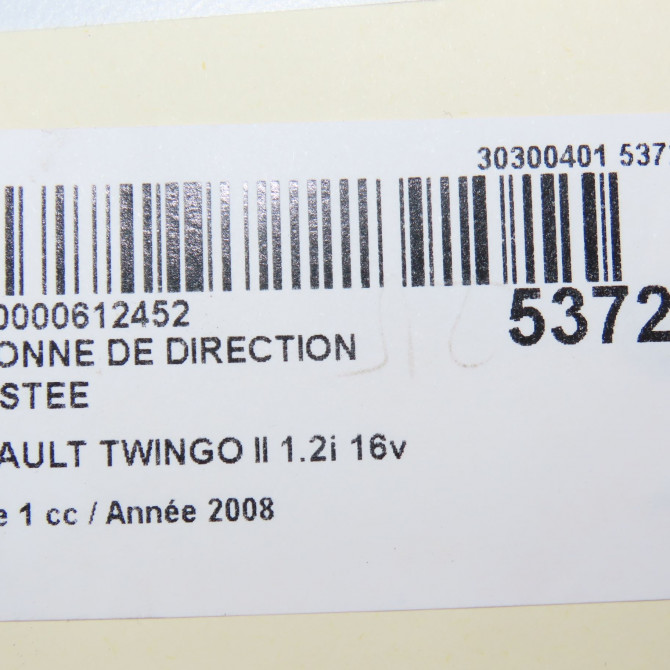 30300401 537
0000612452
5372
ONNE DE DIRECTION
STEE
AULT TWINGO II 1.2i 16v
e 1 cc / Année 2008